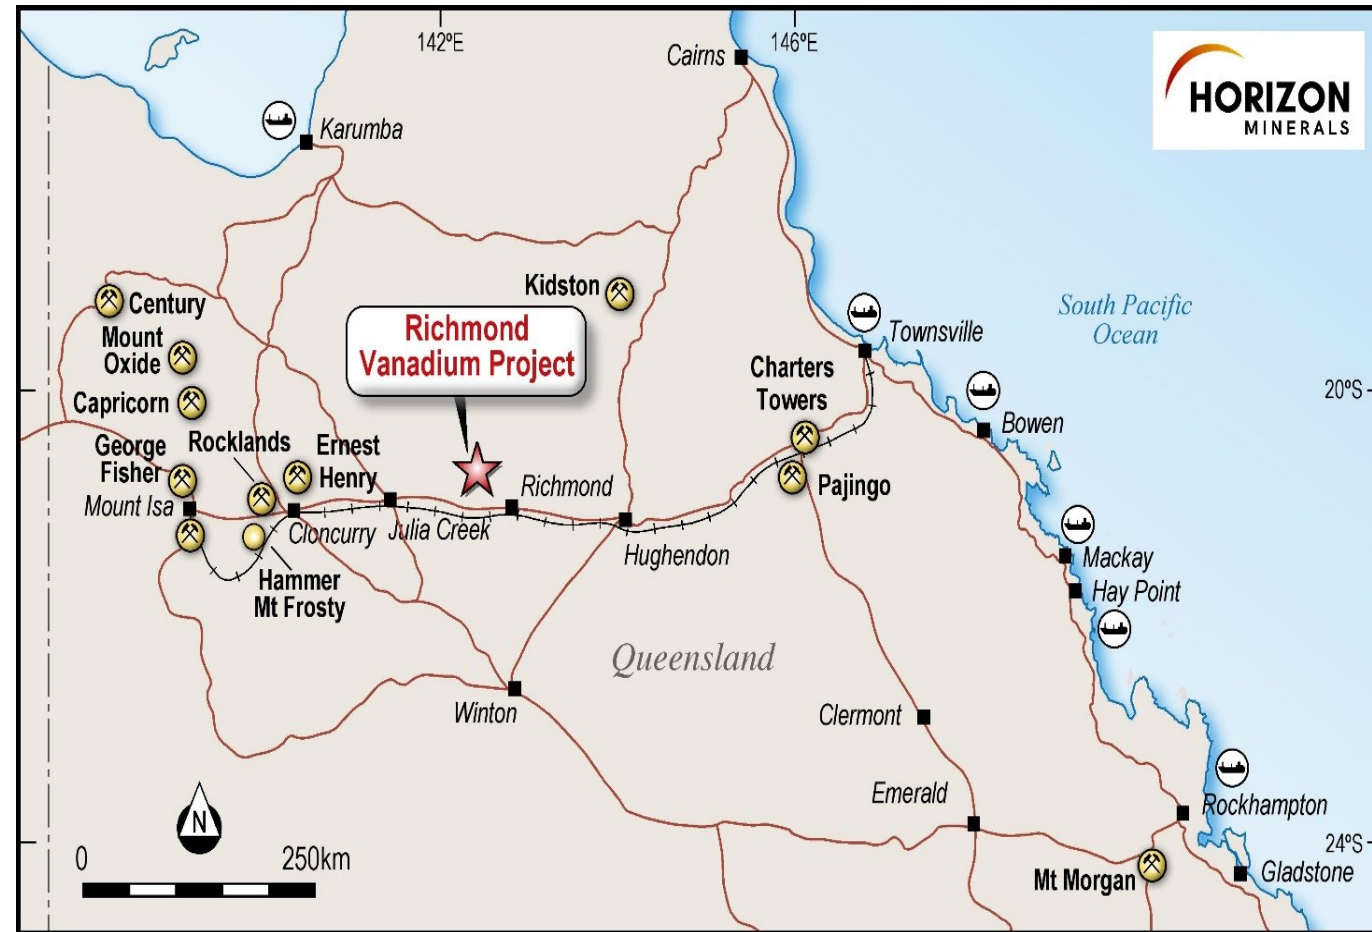 142ºE
146ºE
Cairns
HORIZON
MINERALS
Karumba
Kidston
Century
South Pacific
Ocean
Richmond
Vanadium Project
Mount
Oxide
Townsville
Charters
Towers
20ºS
Capricorn
Bowen
George
Fisher
Rocklands
Ernest
Henry
Pajingo
Richmond
Mount Isa
Cloncurry
Julia Creek
Hughendon
Mackay
Hay Point
Hammer
Mt Frosty
Queensland
Winton
Clermont
Emerald
Rockhampton
N
0
250km
24ºS
Mt Morgan
Gladstone